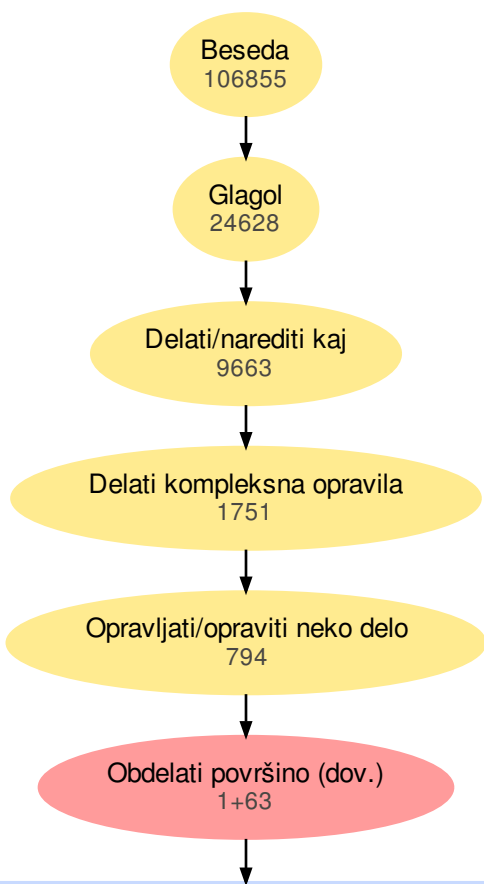 Beseda
106855
Glagol
24628
Delati/narediti kaj
9663
Delati kompleksna opravila
1751
Opravljati/opraviti neko delo
794
Obdelati površino (dov.)
1+63